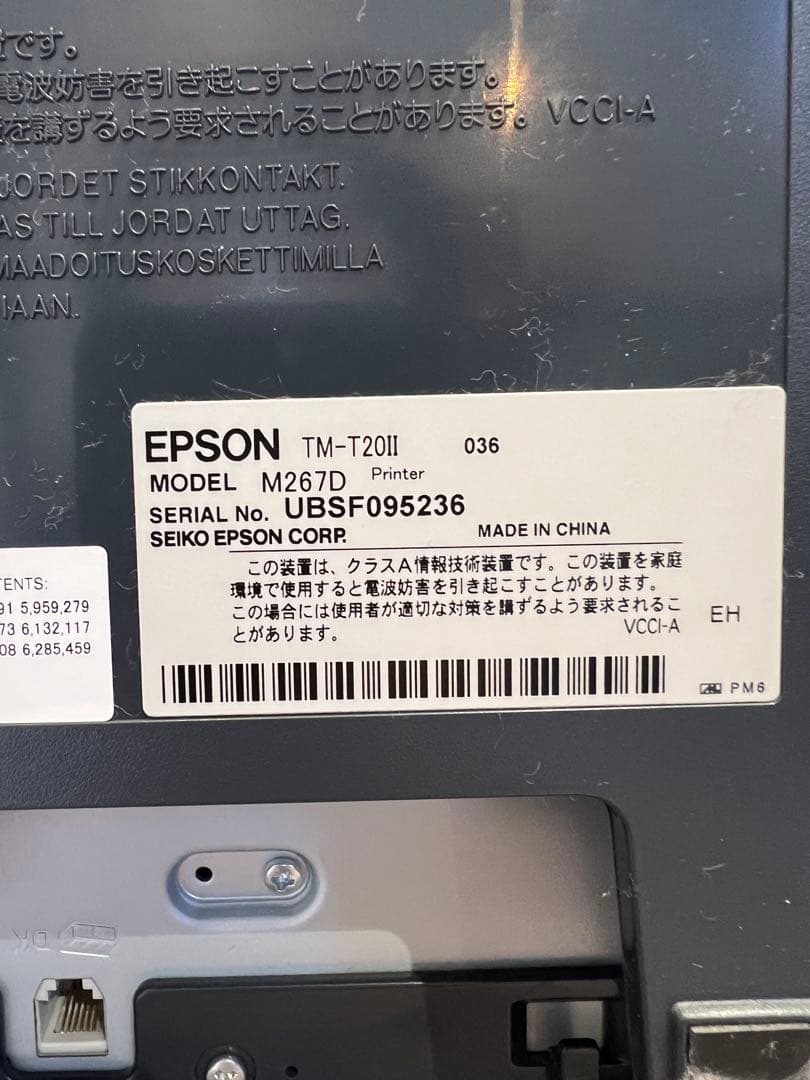 です。
電波妨害を引き起こすことがあります。
を講ずるよう要求されることがあります。 VCCI-A
JORDET STIKKONTAKT.
AS TILL JORDAT UTTAG.
MAADOITUSKOSKETTIMILLA
IAAN.
EPSON TM-T20II 036
MODEL M267D Printer
SERIAL No. UBSF095236
SEIKO EPSON CORP. MADE IN CHINA
この装置は、クラスA情報技術装置です。この装置を家庭
環境で使用すると電波妨害を引き起こすことがあります。
この場合には使用者が適切な対策を講ずるよう要求されるこ
とがあります。 VCCI-A
EH
PM6
TENTS:
91 5,959,279
73 6,132,117
08 6,285,459
DK